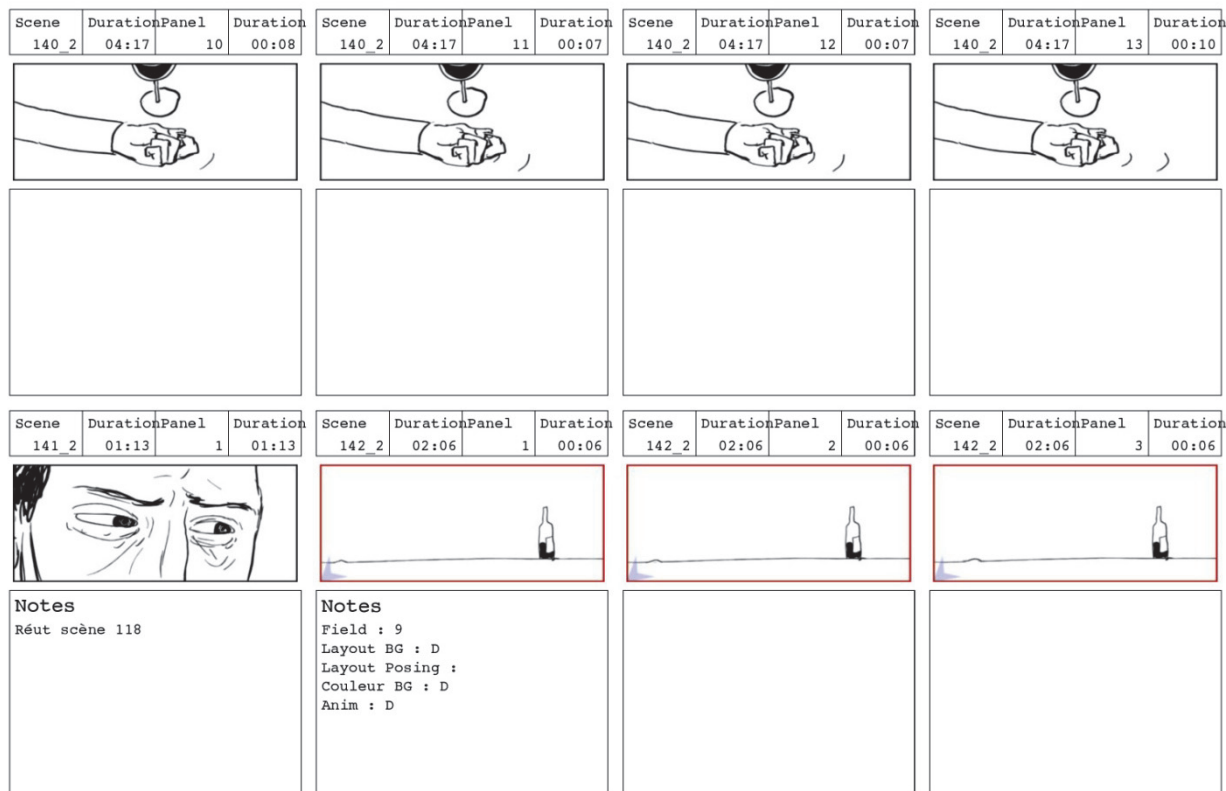 Scene DurationPanel Duration Scene DurationPanel Duration Scene DurationPanel Duration Scene DurationPanel Duration
140_2 04:17 10 00:08 140_2 04:17 11 00:07 140_2 04:17 12 00:07 140_2 04:17 13 00:10
Scene DurationPanel Duration Scene DurationPanel Duration Scene DurationPanel Duration Scene DurationPanel Duration
141_2 01:13 1 01:13 142_2 02:06 1 00:06 142_2 02:06 2 00:06 142_2 02:06 3 00:06
Notes
Réut scène 118
Notes
Field : 9
Layout BG : D
Layout Posing :
Couleur BG : D
Anim : D